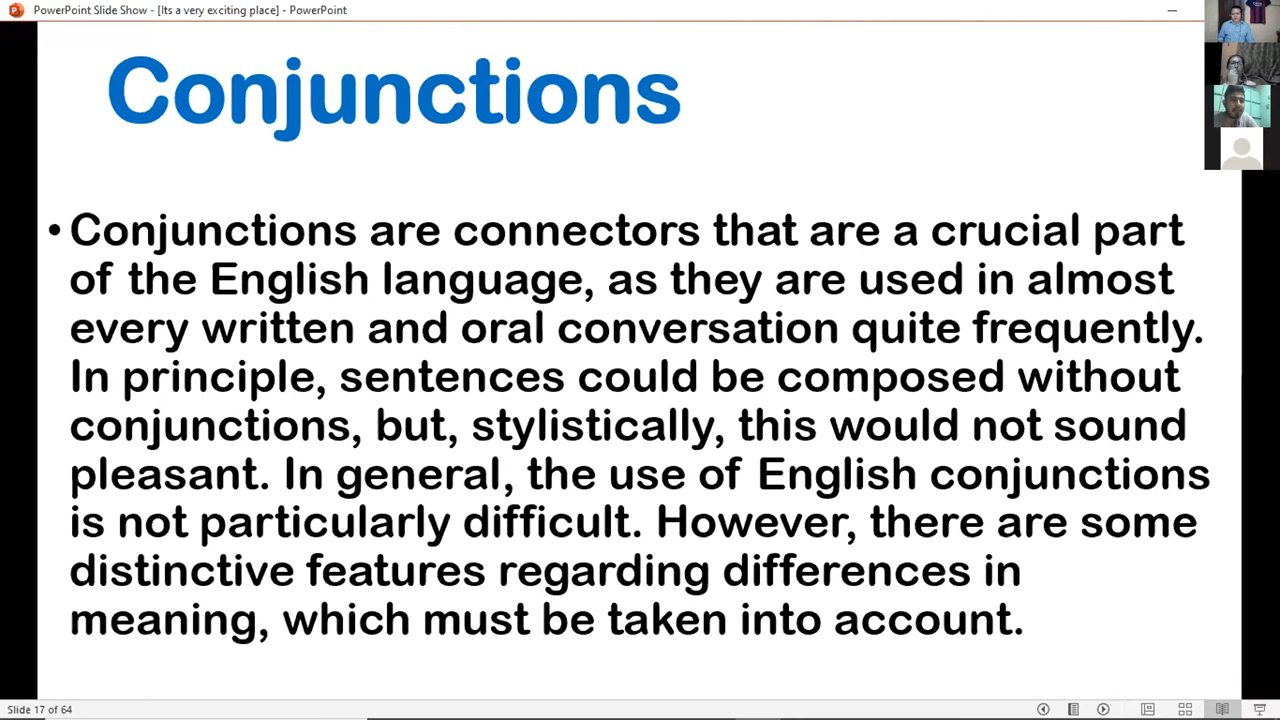 PowerPoint Slide Show - [Its a very exciting place] - PowerPoint
Conjunctions
• Conjunctions are connectors that are a crucial part
of the English language, as they are used in almost
every written and oral conversation quite frequently.
In principle, sentences could be composed without
conjunctions, but, stylistically, this would not sound
pleasant. In general, the use of English conjunctions
is not particularly difficult. However, there are some
distinctive features regarding differences in
meaning, which must be taken into account.
Slide 17 of 64